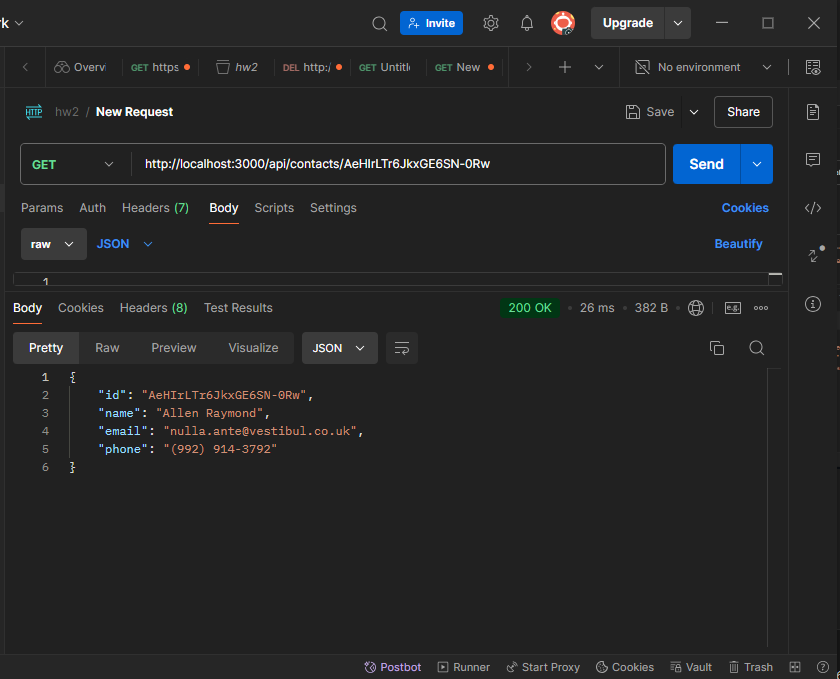 rk
Invite
Upgrade
Overvi
GET https
hw2
DEL http:/
GET Untitl
GET New
No environment
HTTP
hw2 / New Request
Save
Share
GET
http://localhost:3000/api/contacts/AeHIrLTr6JkxGE6SN-0Rw
Send
Params Auth Headers (7) Body Scripts Settings
Cookies
raw JSON
Beautify
1
Body Cookies Headers (8) Test Results
200 OK • 26 ms • 382 B •
e.g.
Pretty Raw Preview Visualize JSON
1 {
2 "id": "AeHIrLTr6JkxGE6SN-0Rw",
3 "name": "Allen Raymond",
4 "email": "nulla.ante@vestibul.co.uk",
5 "phone": "(992) 914-3792"
6 }
Postbot Runner Start Proxy Cookies Vault Trash